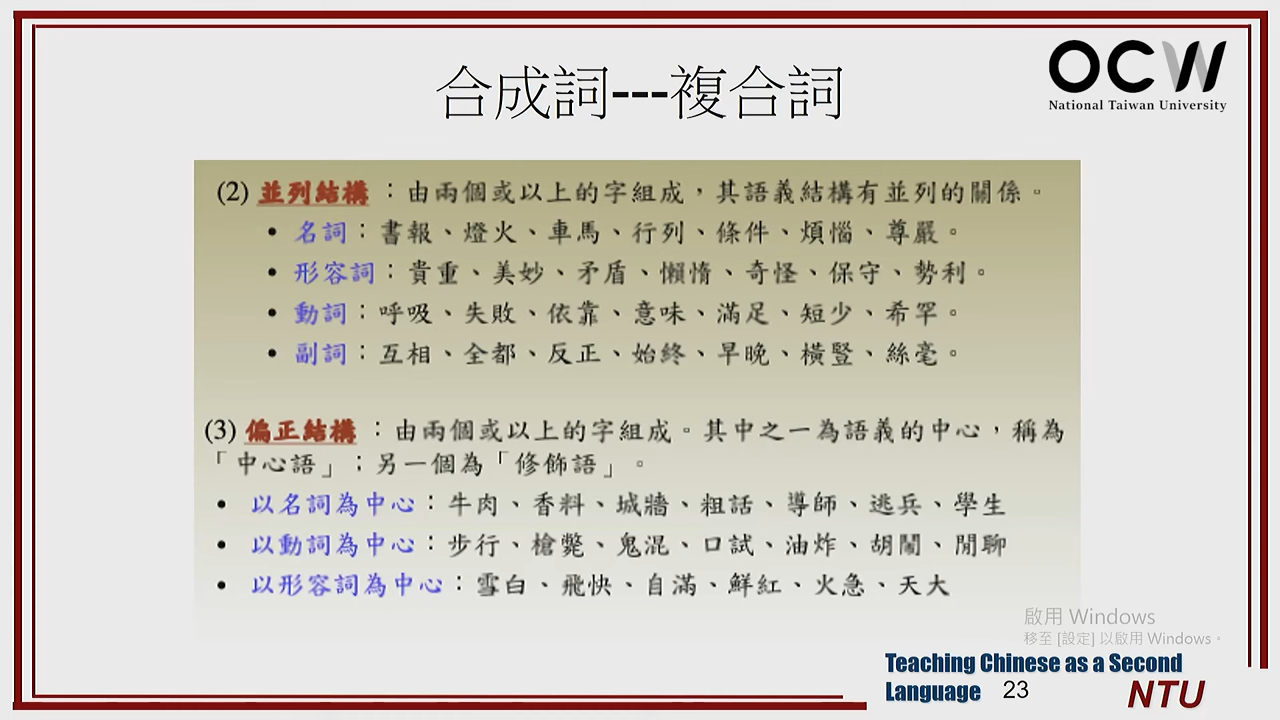 合成詞---複合詞
OCW
National Taiwan University
(2) 並列結構：由兩個或以上的字組成，其語義結構有並列的關係。
• 名詞：書報、燈火、車馬、行列、條件、煩惱、尊嚴。
• 形容詞：貴重、美妙、矛盾、懶惰、奇怪、保守、勢利。
• 動詞：呼吸、失敗、依靠、意味、滿足、短少、希罕。
• 副詞：互相、全都、反正、始終、早晚、橫豎、絲毫。
(3) 偏正結構：由兩個或以上的字組成。其中之一為語義的中心，稱為
「中心語」；另一個為「修飾語」。
• 以名詞為中心：牛肉、香料、城牆、粗話、導師、逃兵、學生
• 以動詞為中心：步行、槍斃、鬼混、口試、油炸、胡鬧、閒聊
• 以形容詞為中心：雪白、飛快、自滿、鮮紅、火急、天大
啟用 Windows
移至 [設定] 以啟用 Windows。
Teaching Chinese as a Second
Language
23
NTU